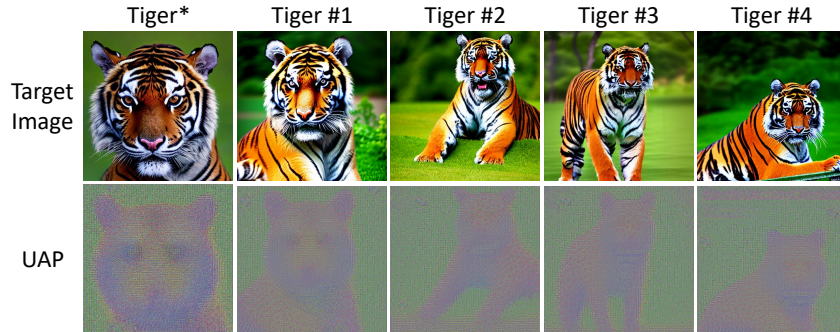 Tiger* Tiger #1 Tiger #2 Tiger #3 Tiger #4
Target
Image
UAP